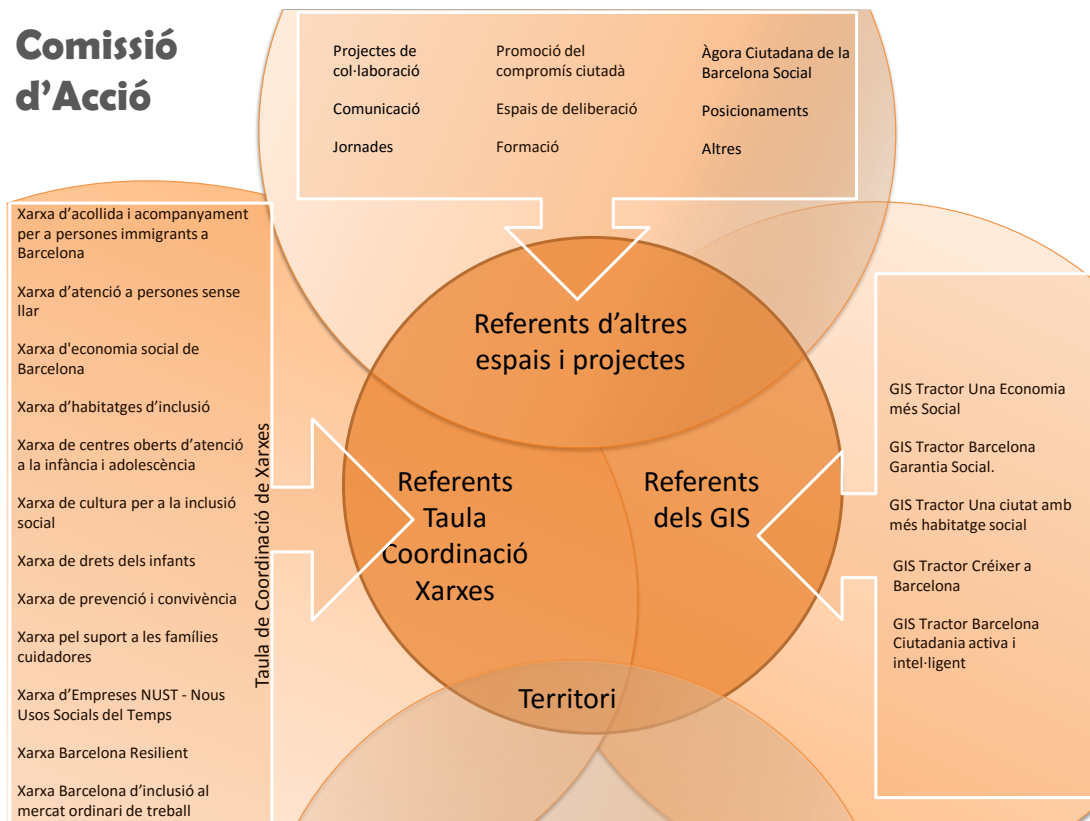 Comissió
d'Acció
Projectes de
col·laboració
Comunicació
Jornades
Promoció del
compromís ciutadà
Espais de deliberació
Formació
Àgora Ciutadana de la
Barcelona Social
Posicionaments
Altres
Xarxa d'acollida i acompanyament
per a persones immigrants a
Barcelona
Xarxa d'atenció a persones sense
llar
Xarxa d'economia social de
Barcelona
Xarxa d'habitatges d'inclusió
Xarxa de centres oberts d'atenció
a la infància i adolescència
Xarxa de cultura per a la inclusió
social
Xarxa de drets dels infants
Xarxa de prevenció i convivència
Xarxa pel suport a les famílies
cuidadores
Xarxa d'Empreses NUST - Nous
Usos Socials del Temps
Xarxa Barcelona Resilient
Xarxa Barcelona d'inclusió al
mercat ordinari de treball
Taula de Coordinació de Xarxes
Referents d'altres
espais i projectes
Referents
Taula
Coordinació
Xarxes
Referents
dels GIS
Territori
GIS Tractor Una Economia
més Social
GIS Tractor Barcelona
Garantia Social.
GIS Tractor Una ciutat amb
més habitatge social
GIS Tractor Créixer a
Barcelona
GIS Tractor Barcelona
Ciutadania activa i
intel·ligent